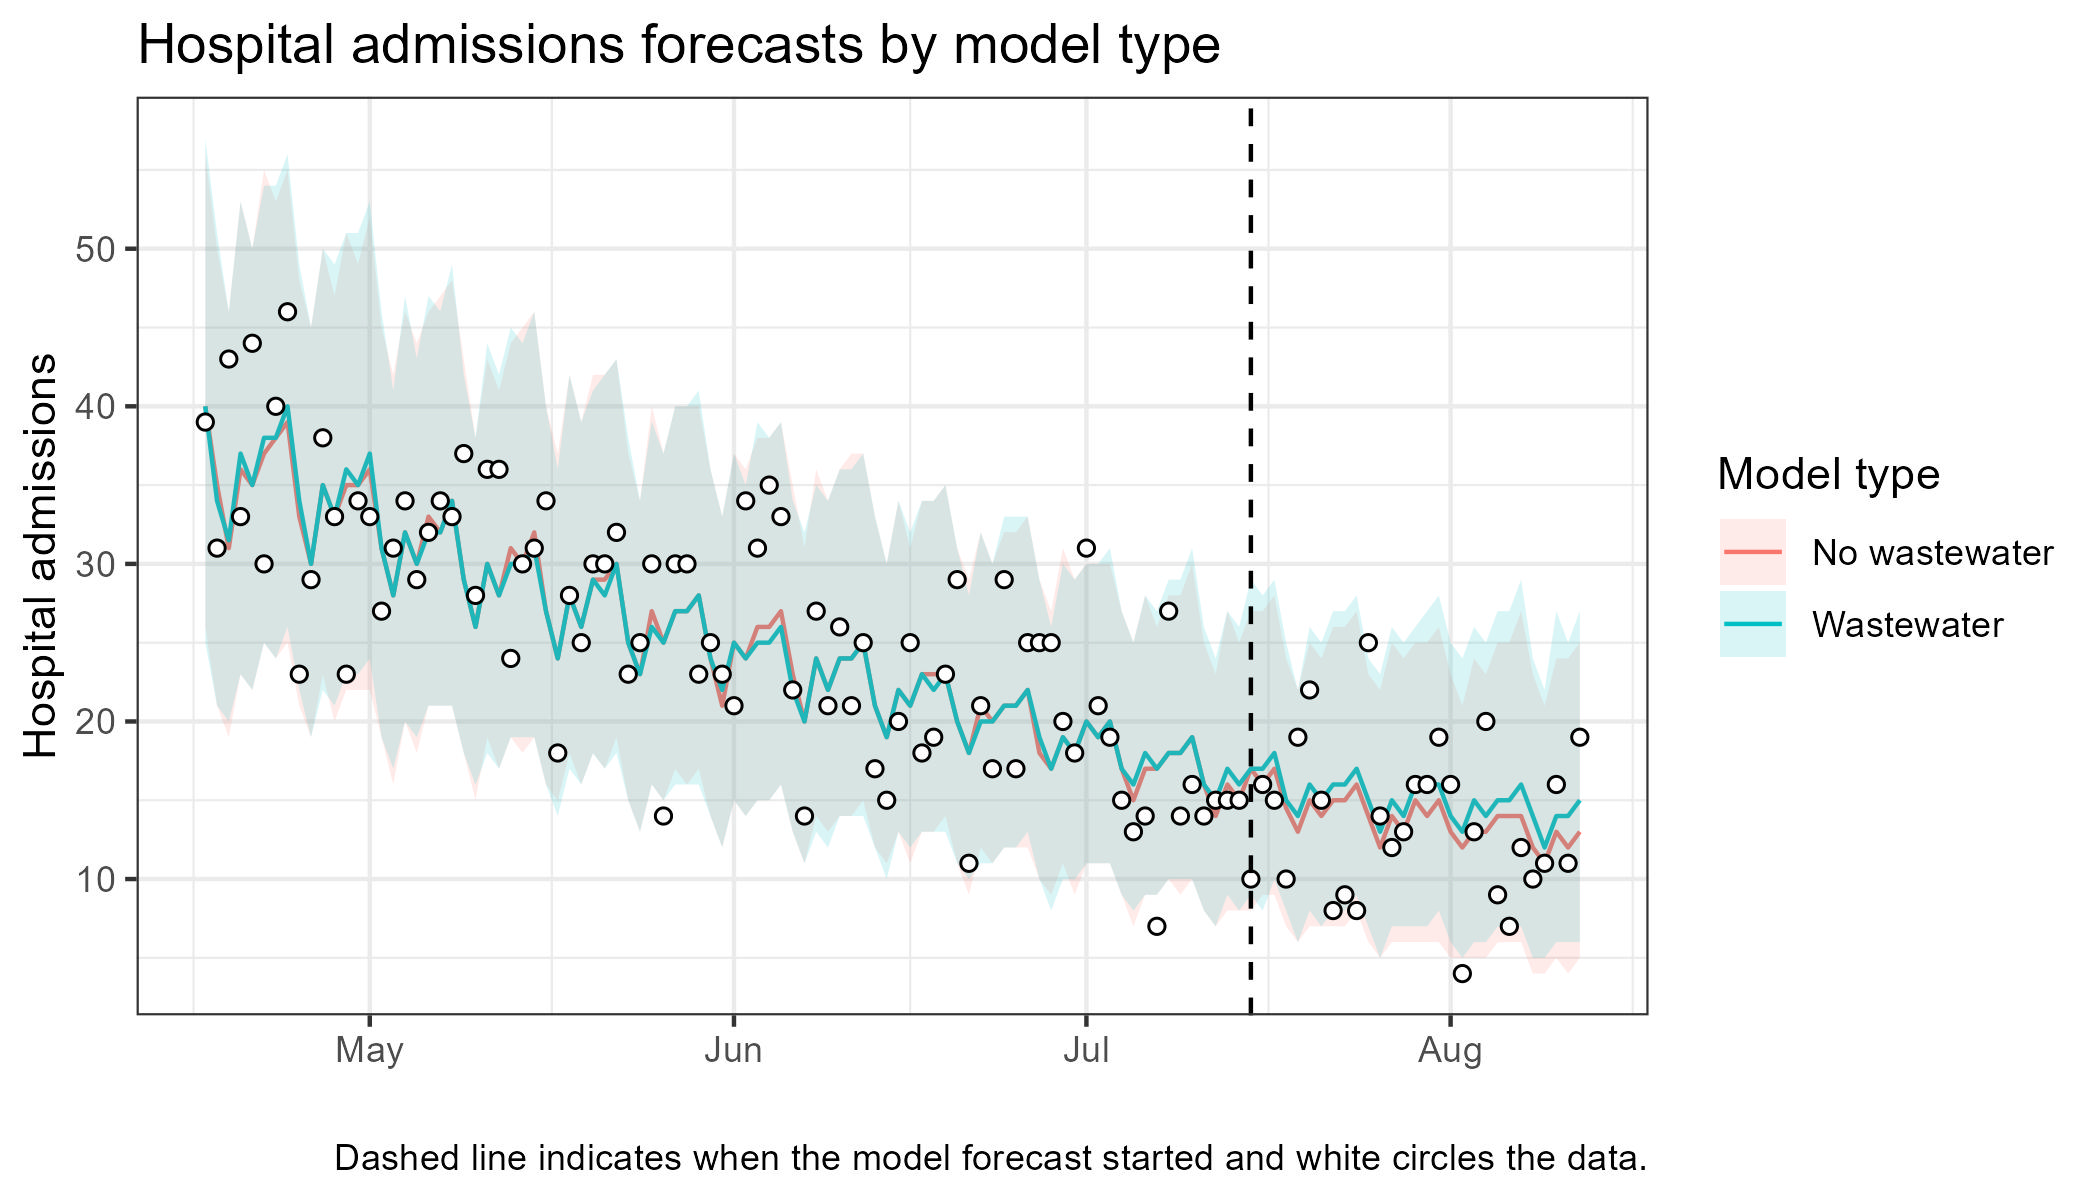 Hospital admissions forecasts by model type
Hospital admissions
50
40
30
20
10
May
Jun
Jul
Aug
Model type
No wastewater
Wastewater
Dashed line indicates when the model forecast started and white circles the data.